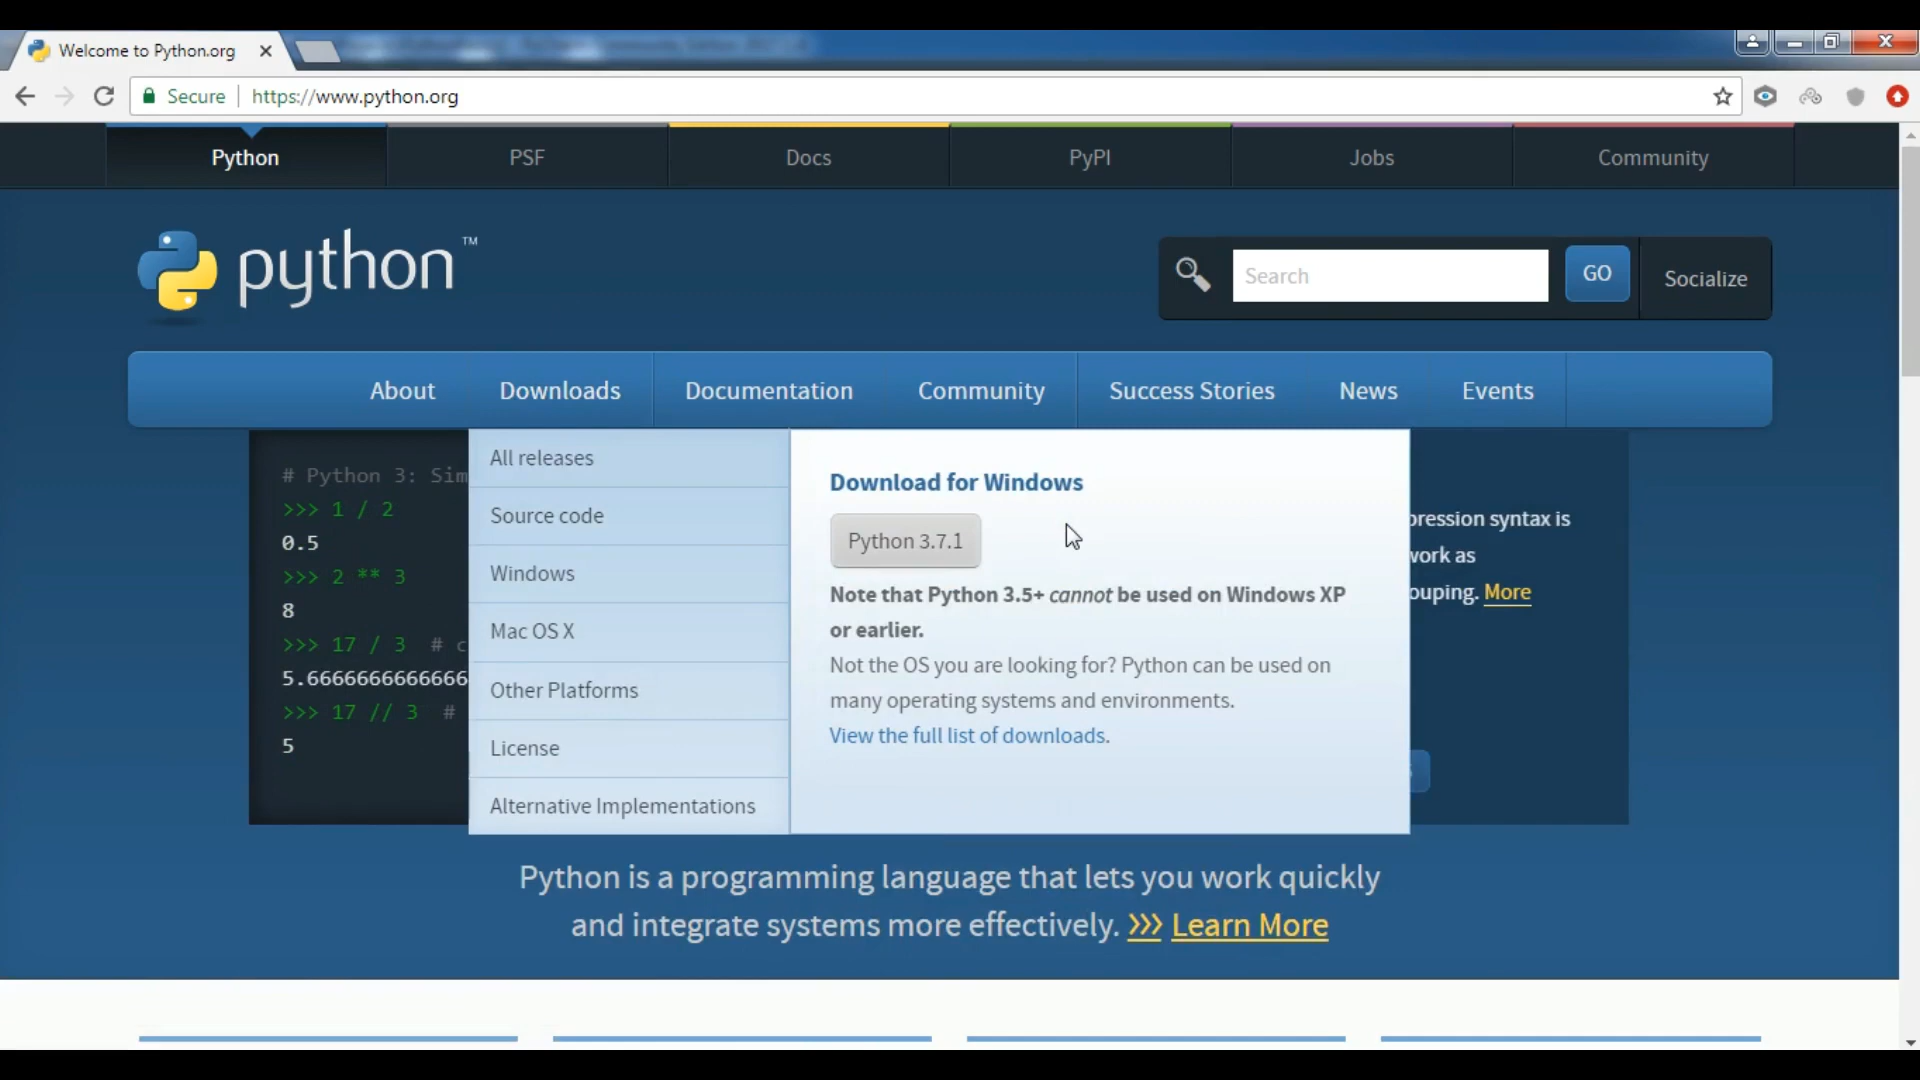 Welcome to Python.org
Secure https://www.python.org
Python PSF Docs PyPI Jobs Community
python™
Search GO Socialize
About Downloads Documentation Community Success Stories News Events
# Python 3: Sim
>>> 1 / 2
0.5
>>> 2 ** 3
8
>>> 17 / 3 # c
5.6666666666666
>>> 17 // 3 #
5
All releases
Source code
Windows
Mac OS X
Other Platforms
License
Alternative Implementations
Download for Windows
Python 3.7.1
Note that Python 3.5+ cannot be used on Windows XP
or earlier.
Not the OS you are looking for? Python can be used on
many operating systems and environments.
View the full list of downloads.
pression syntax is
work as
ouping. More
Python is a programming language that lets you work quickly
and integrate systems more effectively. >>> Learn More